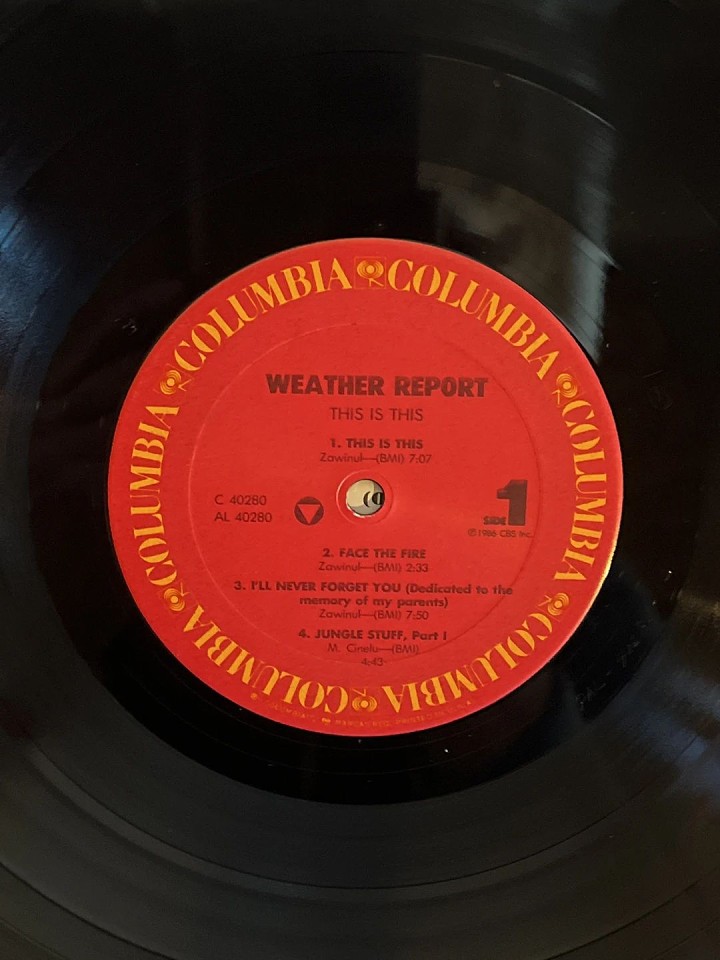 COLUMBIA COLUMBIA COLUMBIA COLUMBIA COLUMBIA COLUMBIA COLUMBIA
WEATHER REPORT
THIS IS THIS
1. THIS IS THIS
Zawinul—(BMI) 7:07
C 40280
AL 40280
SIDE 1
℗1986 CBS Inc.
2. FACE THE FIRE
Zawinul—(BMI) 2:33
3. I'LL NEVER FORGET YOU (Dedicated to the
memory of my parents)
Zawinul—(BMI) 7:50
4. JUNGLE STUFF, Part I
M. Cinelu—(BMI)
4:43